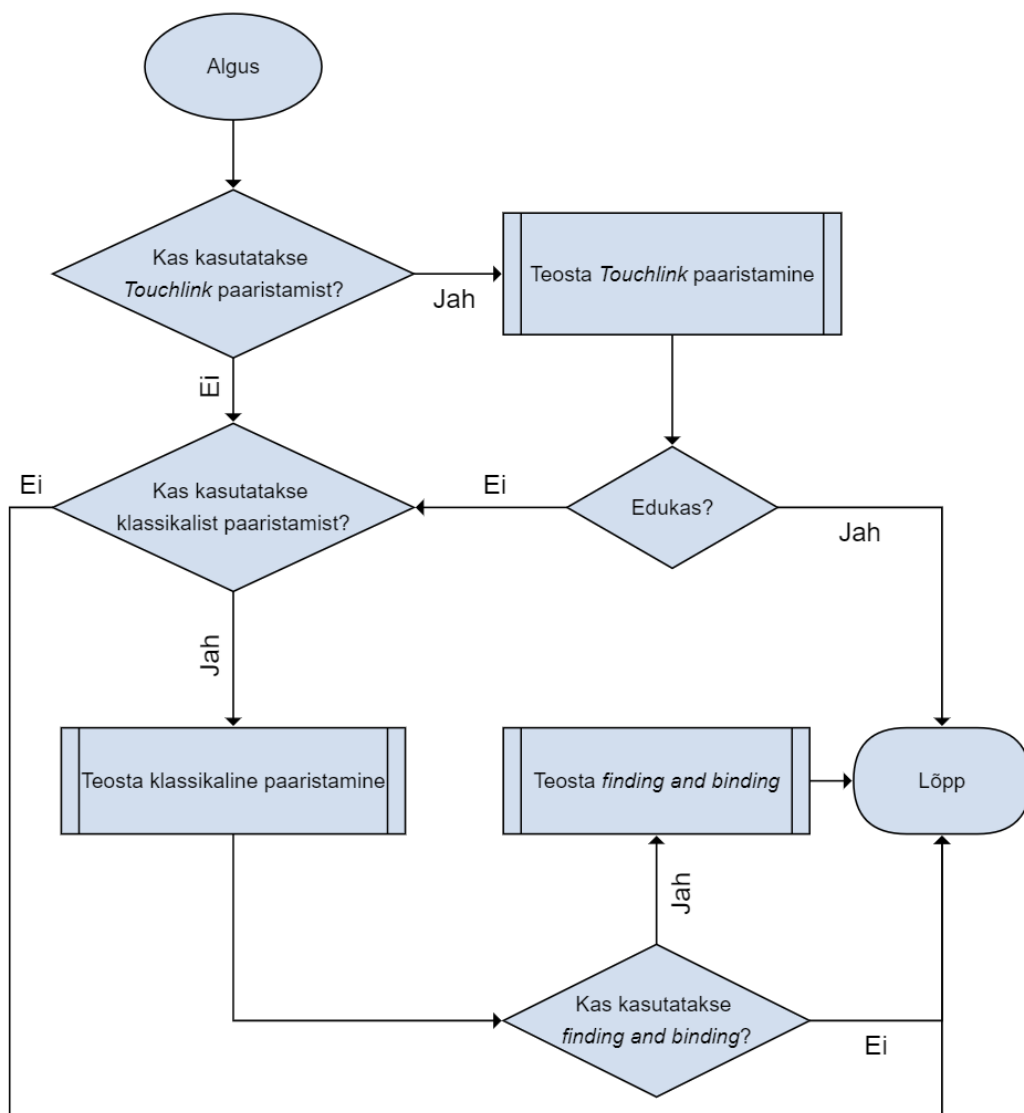 Algus
Kas kasutatakse
Touchlink paaristamist?
Jah
Teosta Touchlink paaristamine
Ei
Ei
Kas kasutatakse
klassikalist paaristamist?
Ei
Edukas?
Jah
Jah
Teosta klassikaline paaristamine
Teosta finding and binding
Lõpp
Jah
Kas kasutatakse
finding and binding?
Ei